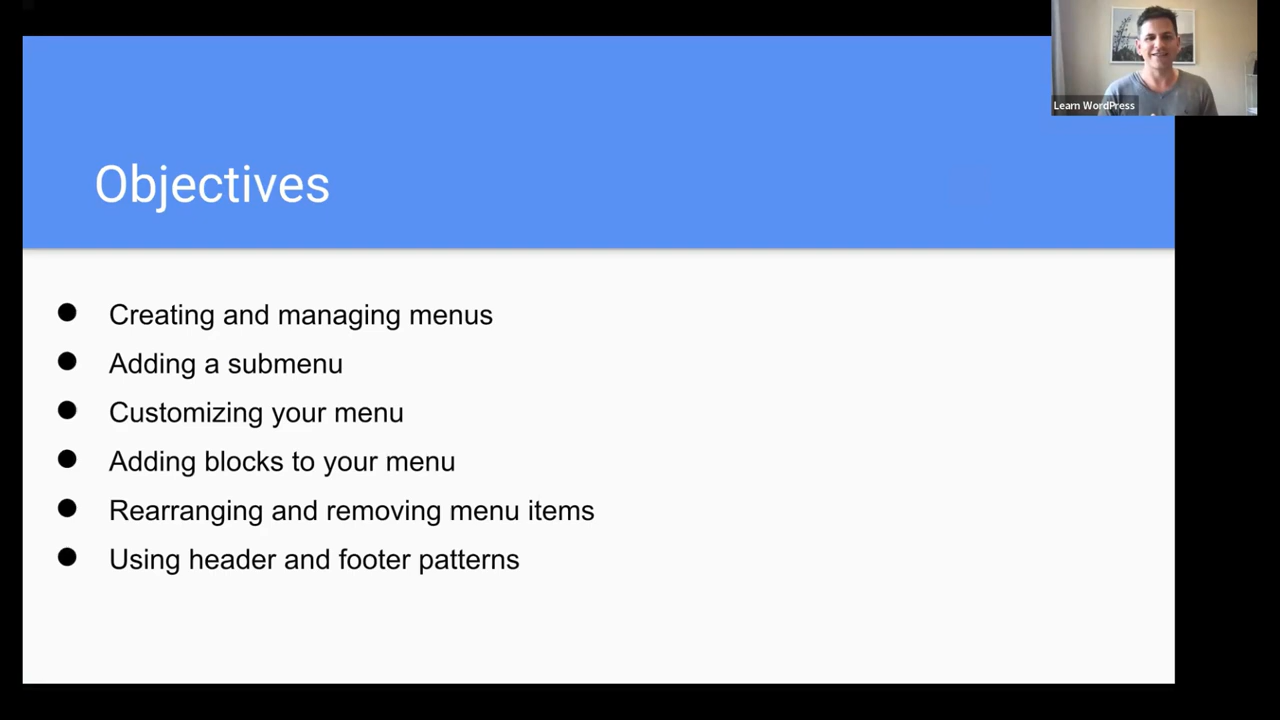 Learn WordPress
Objectives
Creating and managing menus
Adding a submenu
Customizing your menu
Adding blocks to your menu
Rearranging and removing menu items
Using header and footer patterns